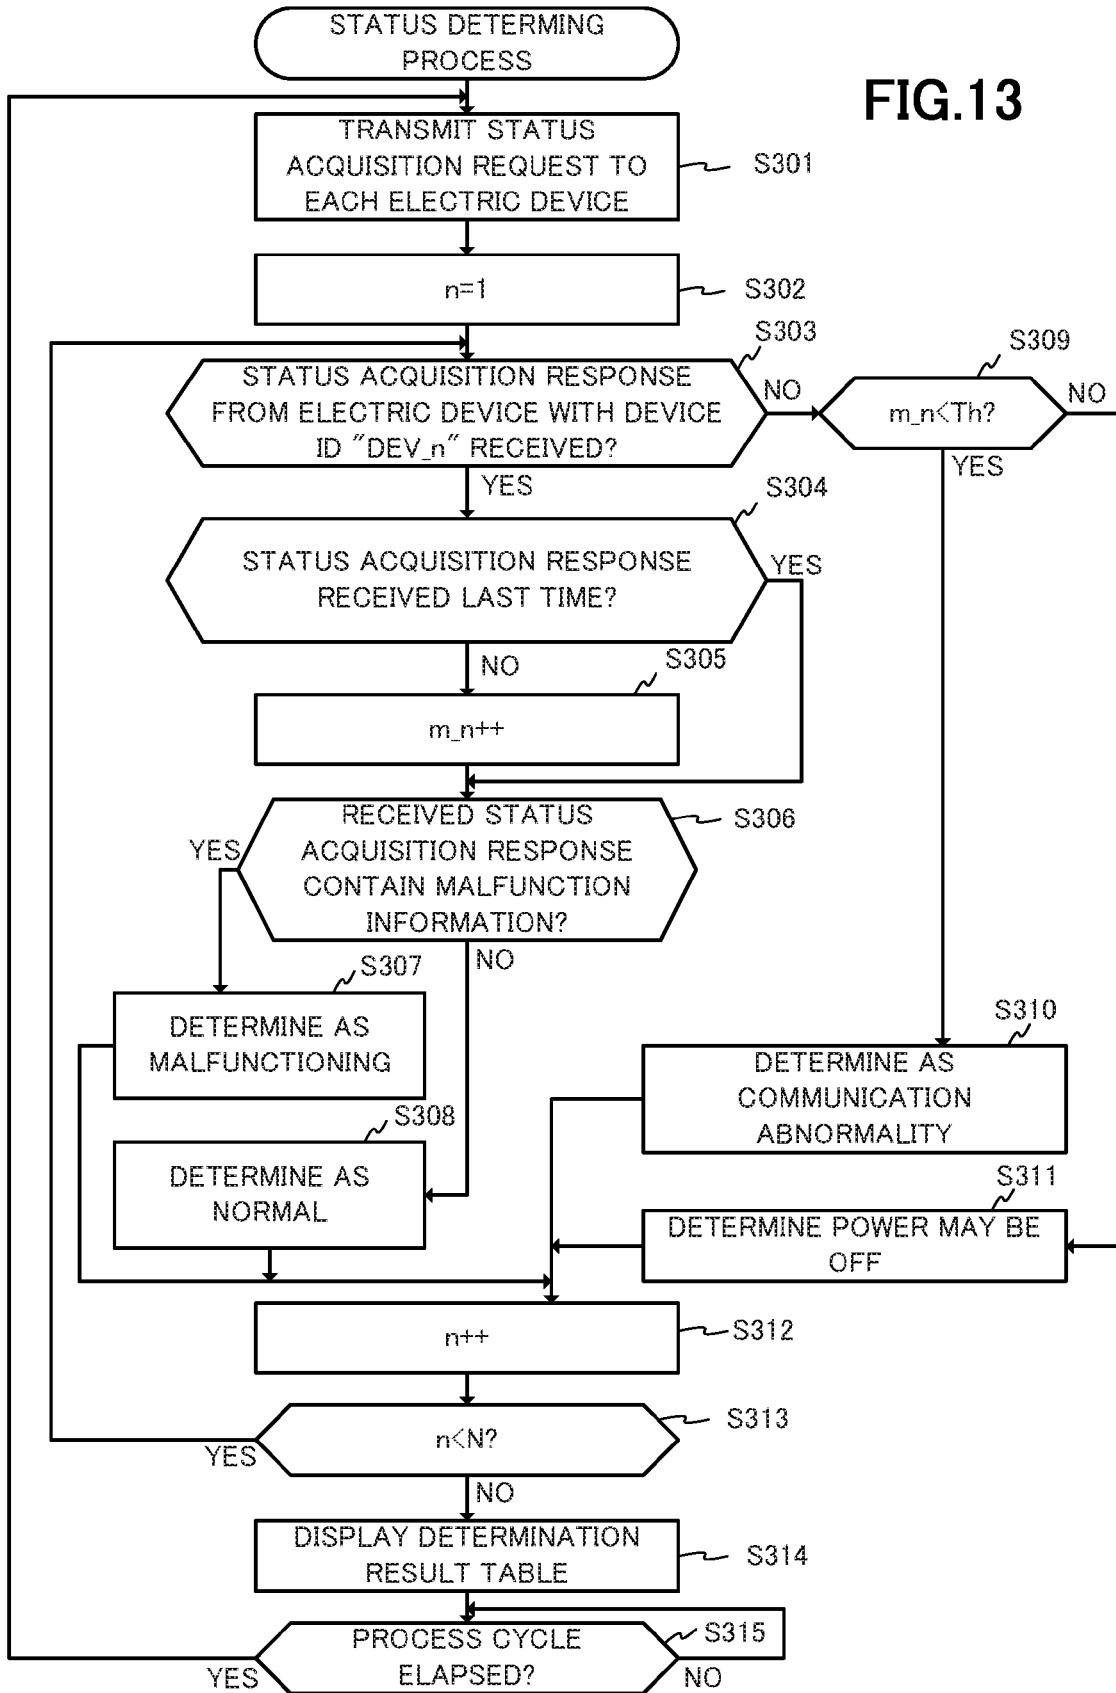 STATUS DETERMING
PROCESS
FIG.13
TRANSMIT STATUS
ACQUISITION REQUEST TO
EACH ELECTRIC DEVICE
S301
n=1
S302
S303
STATUS ACQUISITION RESPONSE
FROM ELECTRIC DEVICE WITH DEVICE
ID "DEV_n" RECEIVED?
NO
S309
m_n<Th?
NO
YES
YES
S304
STATUS ACQUISITION RESPONSE
RECEIVED LAST TIME?
YES
NO
S305
m_n++
RECEIVED STATUS
ACQUISITION RESPONSE
CONTAIN MALFUNCTION
INFORMATION?
S306
YES
NO
S307
DETERMINE AS
MALFUNCTIONING
S310
DETERMINE AS
COMMUNICATION
ABNORMALITY
S308
DETERMINE AS
NORMAL
S311
DETERMINE POWER MAY BE
OFF
n++
S312
n<N?
S313
YES
NO
DISPLAY DETERMINATION
RESULT TABLE
S314
PROCESS CYCLE
ELAPSED?
S315
YES
NO